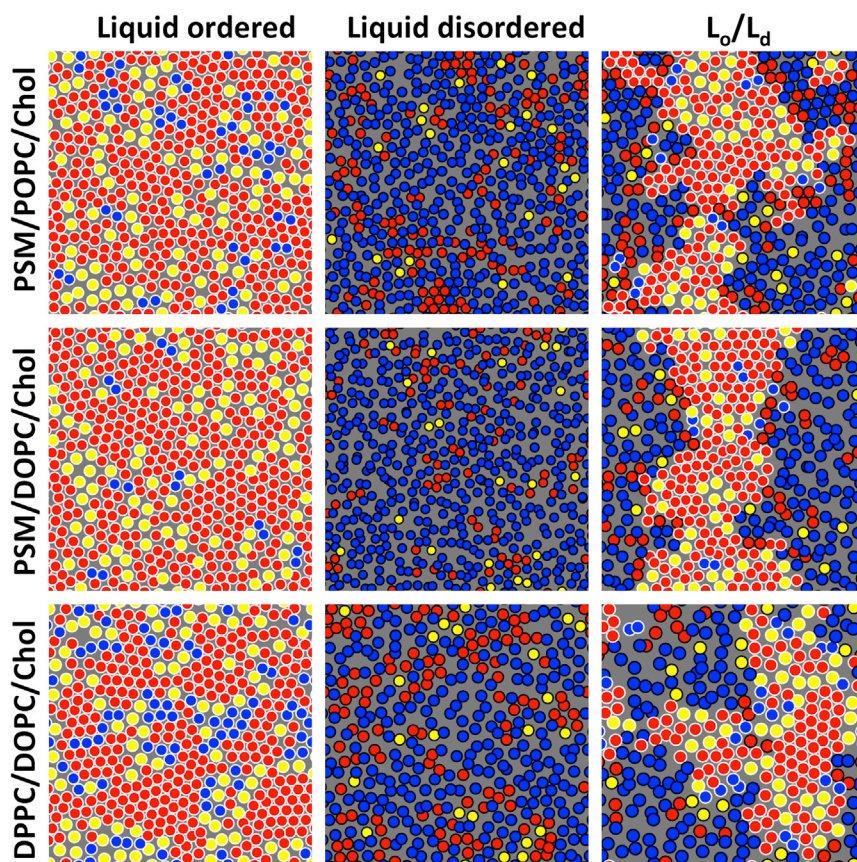 Liquid ordered Liquid disordered Lo/Ld
PSM/POPC/Chol
PSM/DOPC/Chol
DPPC/DOPC/Chol